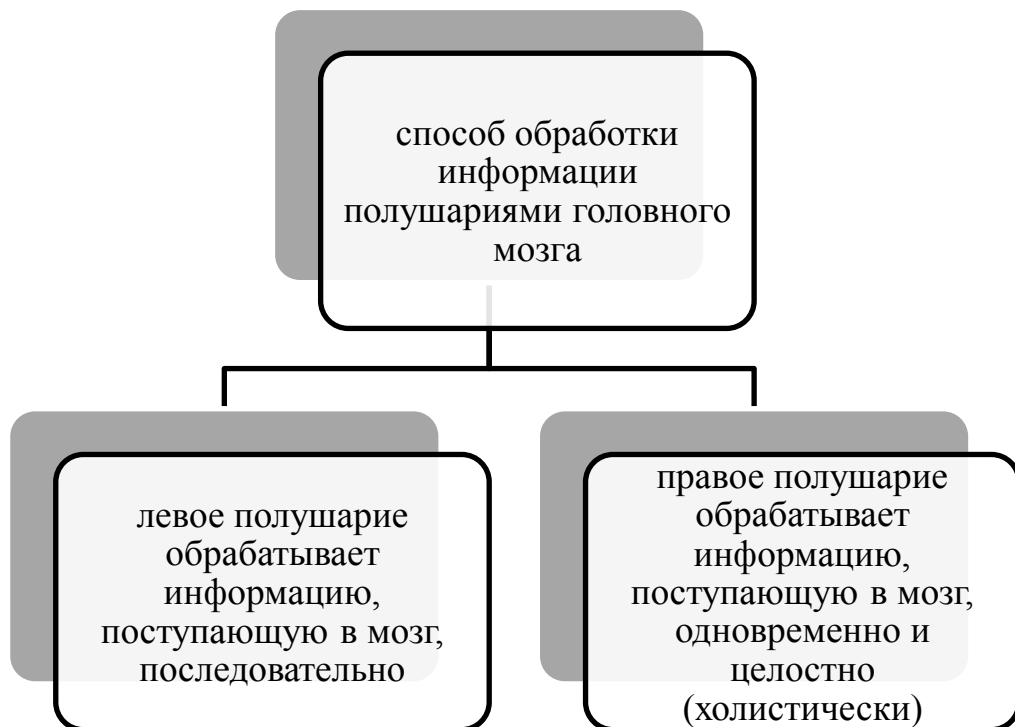 способ обработки
информации
полушариями головного
мозга
левое полушарие
обрабатывает
информацию,
поступающую в мозг,
последовательно
правое полушарие
обрабатывает
информацию,
поступающую в мозг,
одновременно и
целостно
(холистически)